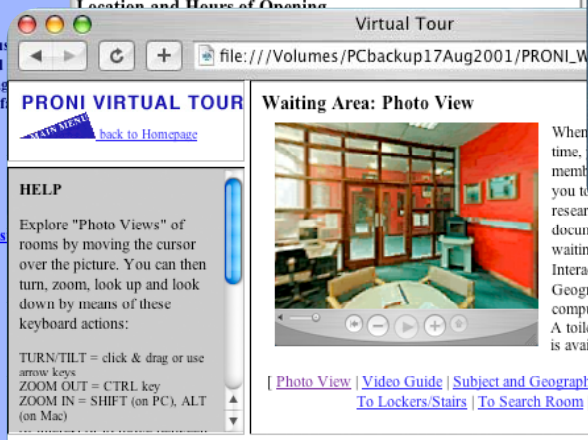 Location and Hours of Opening
Virtual Tour
file:///Volumes/PCbackup17Aug2001/PRONI_W
PRONI VIRTUAL TOUR
MAIN MENU
back to Homepage
HELP
Explore "Photo Views" of
rooms by moving the cursor
over the picture. You can then
turn, zoom, look up and look
down by means of these
keyboard actions:
TURN/TILT = click & drag or use
arrow keys
ZOOM OUT = CTRL key
ZOOM IN = SHIFT (on PC), ALT
(on Mac)
Waiting Area: Photo View
When
time,
memb
you to
resear
docum
waitin
Intera
Geogr
compu
A toile
is avai
[ Photo View | Video Guide | Subject and Geograph
To Lockers/Stairs | To Search Room